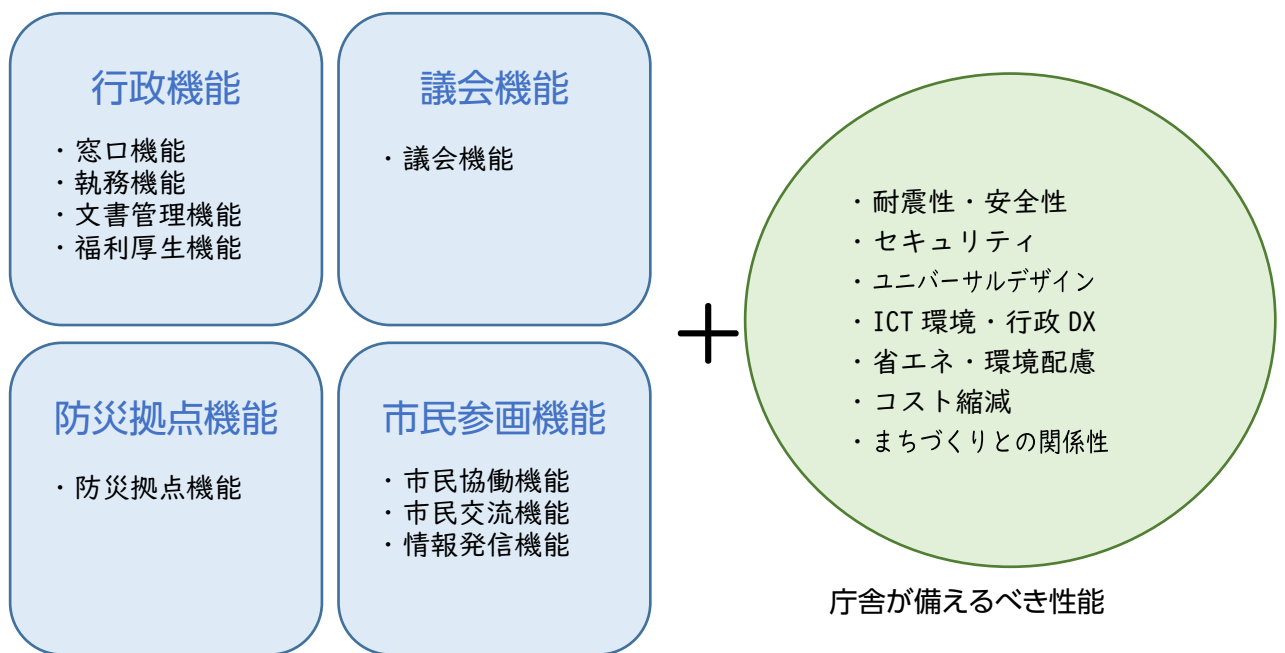 行政機能
・窓口機能
・執務機能
・文書管理機能
・福利厚生機能
議会機能
・議会機能
防災拠点機能
・防災拠点機能
市民参画機能
・市民協働機能
・市民交流機能
・情報発信機能
+
・耐震性・安全性
・セキュリティ
・ユニバーサルデザイン
・ICT 環境・行政 DX
・省エネ・環境配慮
・コスト縮減
・まちづくりとの関係性
庁舎が備えるべき性能